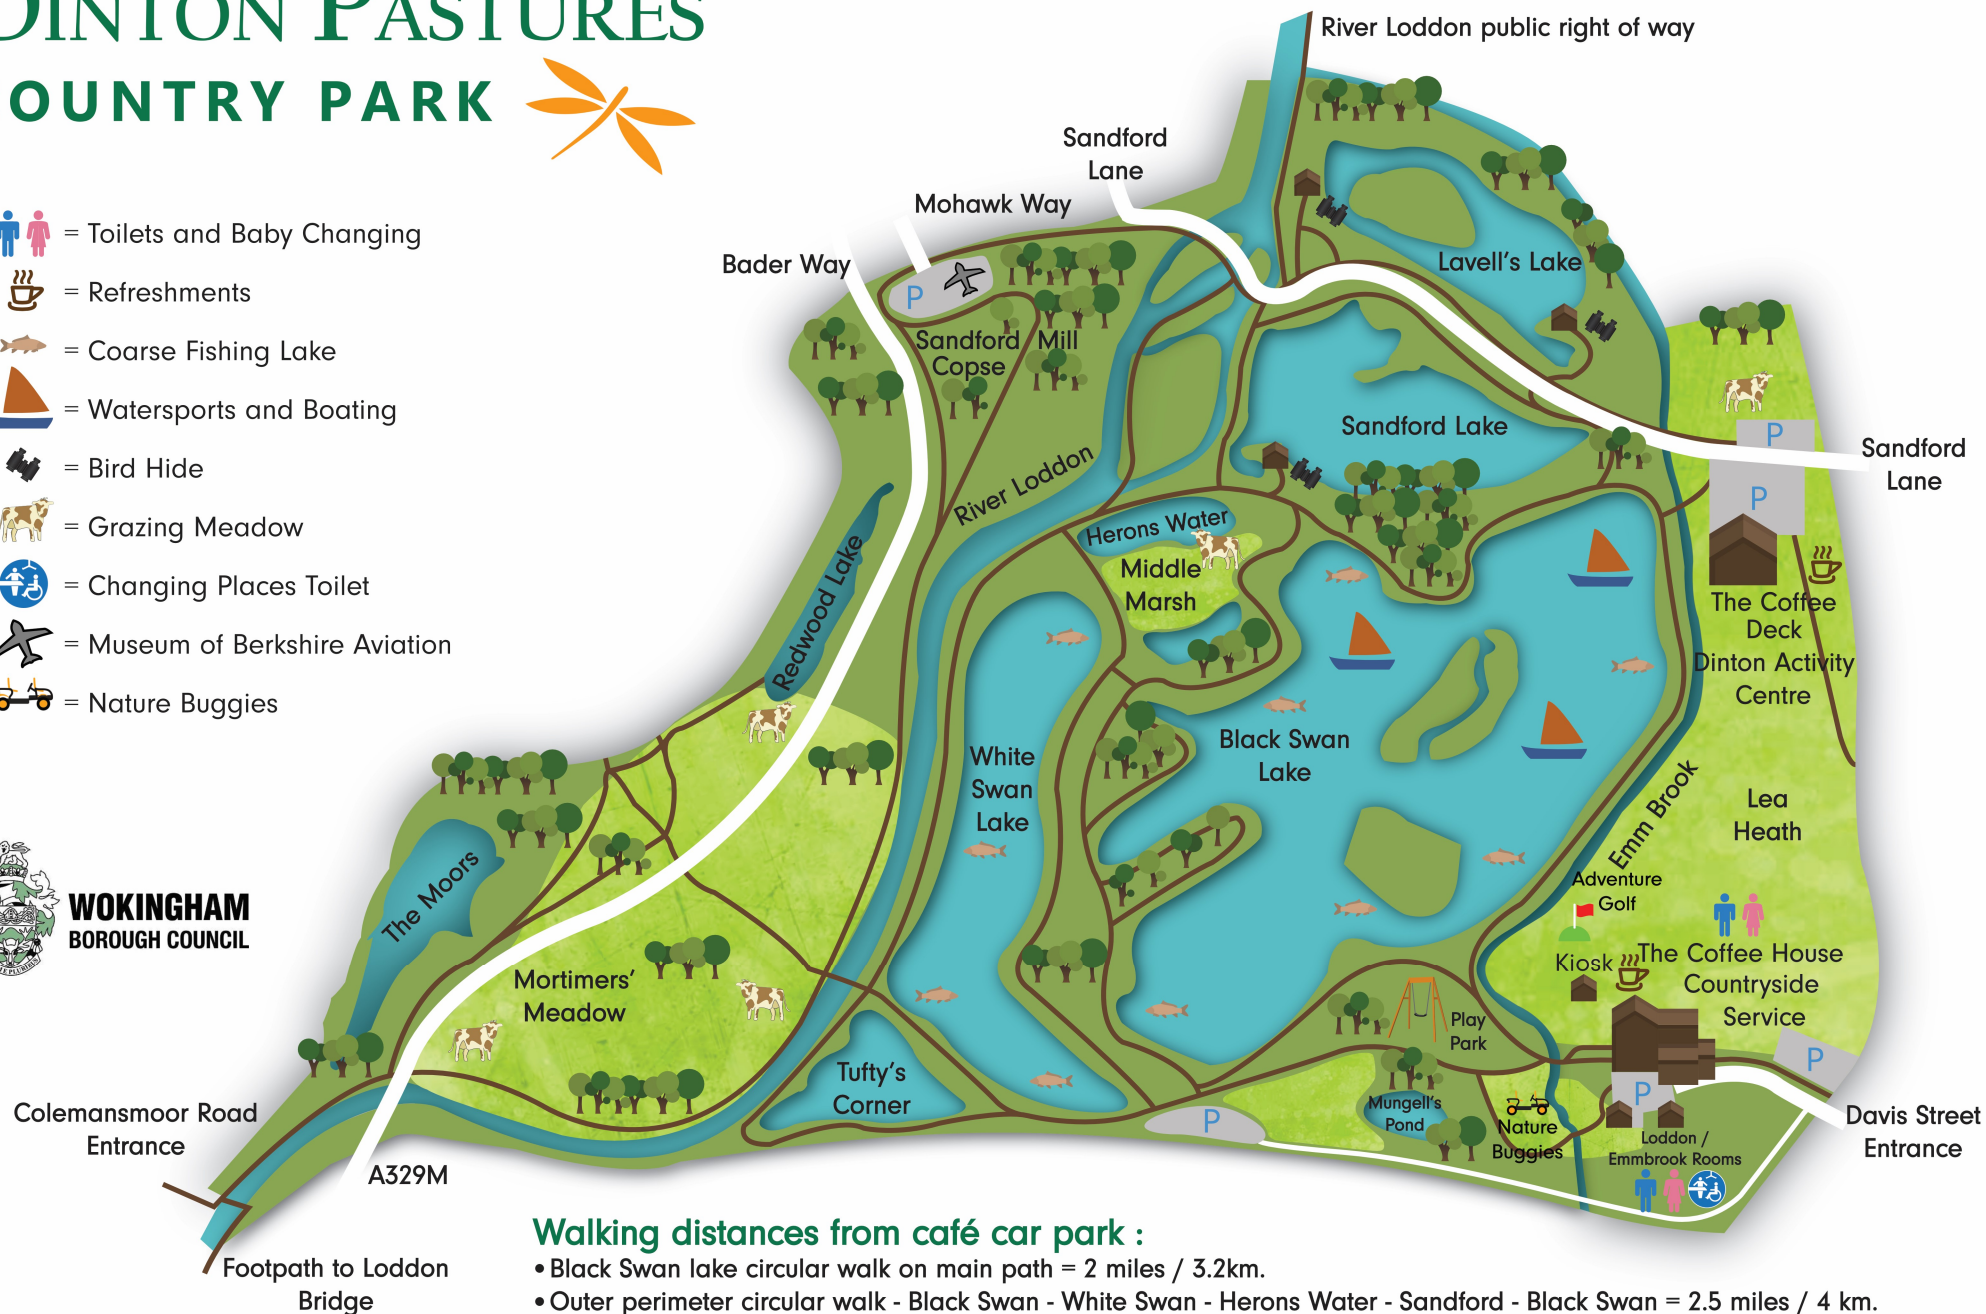 DINTON PASTURES
OUNTRY PARK
= Toilets and Baby Changing
= Refreshments
= Coarse Fishing Lake
= Watersports and Boating
= Bird Hide
= Grazing Meadow
= Changing Places Toilet
= Museum of Berkshire Aviation
= Nature Buggies
WOKINGHAM
BOROUGH COUNCIL
River Loddon public right of way
Sandford
Lane
Mohawk Way
Bader Way
P
Sandford
Copse
Mill
Lavell's Lake
Sandford Lake
River Loddon
P
Sandford
Lane
P
Herons Water
Middle
Marsh
Redwood Lake
The Coffee
Deck
Dinton Activity
Centre
White
Swan
Lake
Black Swan
Lake
Emm Brook
Lea
Heath
The Moors
Adventure
Golf
Mortimers'
Meadow
Kiosk
The Coffee House
Countryside
Service
Play
Park
P
Tufty's
Corner
P
Mungell's
Pond
Nature
Buggies
P
Loddon /
Emmbrook Rooms
Davis Street
Entrance
Colemansmoor Road
Entrance
A329M
Footpath to Loddon
Bridge
Walking distances from café car park :
• Black Swan lake circular walk on main path = 2 miles / 3.2km.
• Outer perimeter circular walk - Black Swan - White Swan - Herons Water - Sandford - Black Swan = 2.5 miles / 4 km.